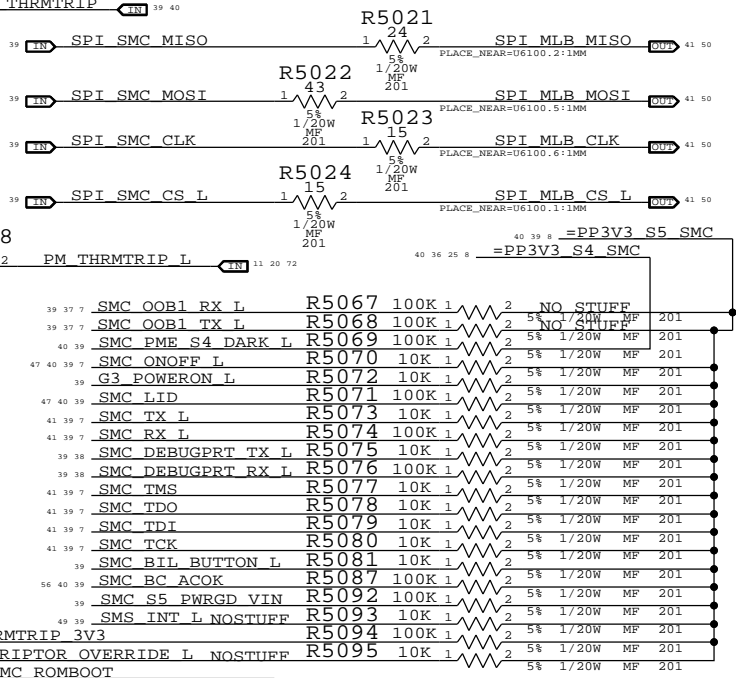 THRMTRIP IN 39 40
R5021
39 IN SPI_SMC_MISO 1 24 2 SPI_MLB_MISO OUT 41 50
5% PLACE_NEAR=U6100.2:1MM
1/20W
MF
201
R5022
39 IN SPI_SMC_MOSI 1 43 2 SPI_MLB_MOSI OUT 41 50
5% PLACE_NEAR=U6100.5:1MM
1/20W
MF
201
R5023
39 IN SPI_SMC_CLK 1 15 2 SPI_MLB_CLK OUT 41 50
5% PLACE_NEAR=U6100.6:1MM
1/20W
MF
201
R5024
39 IN SPI_SMC_CS_L 1 15 2 SPI_MLB_CS_L OUT 41 50
5% PLACE_NEAR=U6100.1:1MM
1/20W
MF
201
8
40 39 8 =PP3V3_S5_SMC
40 36 25 8 =PP3V3_S4_SMC
2 PM_THRMTRIP_L IN 11 20 72
39 37 7 SMC_OOB1_RX_L R5067 100K 1 2 NO STUFF
5% 1/20W MF 201
39 37 7 SMC_OOB1_TX_L R5068 100K 1 2 NO STUFF
5% 1/20W MF 201
40 39 SMC_PME_S4_DARK_L R5069 100K 1 2
5% 1/20W MF 201
47 40 39 7 SMC_ONOFF_L R5070 10K 1 2
5% 1/20W MF 201
39 G3_POWERON_L R5072 10K 1 2
5% 1/20W MF 201
47 40 39 SMC_LID R5071 100K 1 2
5% 1/20W MF 201
41 39 7 SMC_TX_L R5073 10K 1 2
5% 1/20W MF 201
41 39 7 SMC_RX_L R5074 100K 1 2
5% 1/20W MF 201
39 38 SMC_DEBUGPRT_TX_L R5075 10K 1 2
5% 1/20W MF 201
39 38 SMC_DEBUGPRT_RX_L R5076 100K 1 2
5% 1/20W MF 201
41 39 7 SMC_TMS R5077 10K 1 2
5% 1/20W MF 201
41 39 7 SMC_TDO R5078 10K 1 2
5% 1/20W MF 201
41 39 7 SMC_TDI R5079 10K 1 2
5% 1/20W MF 201
41 39 7 SMC_TCK R5080 10K 1 2
5% 1/20W MF 201
39 SMC_BIL_BUTTON_L R5081 10K 1 2
5% 1/20W MF 201
56 40 39 SMC_BC_ACOK R5087 100K 1 2
5% 1/20W MF 201
39 SMC_S5_PWRGD_VIN R5092 100K 1 2
5% 1/20W MF 201
49 39 SMS_INT_L NOSTUFF R5093 10K 1 2
5% 1/20W MF 201
RMTRIP_3V3 R5094 100K 1 2
5% 1/20W MF 201
RIPTOR_OVERRIDE_L NOSTUFF R5095 10K 1 2
5% 1/20W MF 201
MC_ROMBOOT